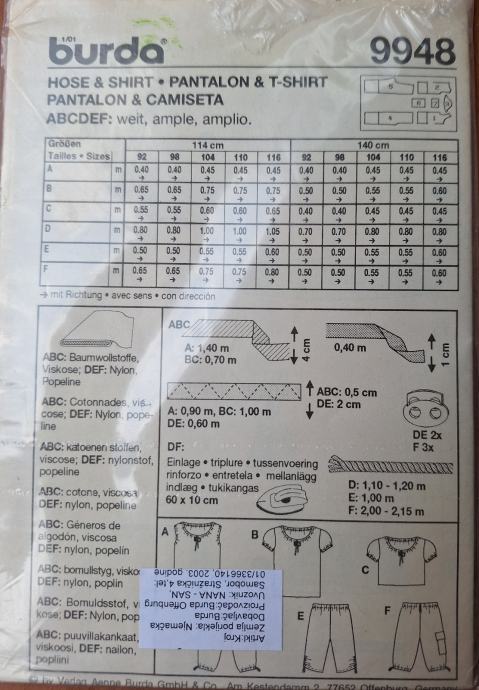 1/01
burda® 9948
HOSE & SHIRT • PANTALON & T-SHIRT
PANTALON & CAMISETA
ABCDEF: weit, ample, amplio.
Größen 114 cm 140 cm
Tailles • Sizes 92 98 104 110 116 92 98 104 110 116
A m 0.40 0.40 0.45 0.45 0.45 0.40 0.40 0.45 0.45 0.45
B m 0.65 0.65 0.75 0.75 0.75 0.50 0.50 0.55 0.55 0.60
C m 0.55 0.55 0.60 0.60 0.65 0.40 0.40 0.45 0.45 0.45
D m 0.80 0.80 1.00 1.00 1.05 0.70 0.70 0.80 0.80 0.80
E m 0.50 0.50 0.55 0.55 0.60 0.50 0.50 0.55 0.55 0.60
F m 0.65 0.65 0.75 0.75 0.80 0.50 0.50 0.55 0.55 0.60
→ mit Richtung • avec sens • con dirección
ABC: Baumwollstoffe,
Viskose; DEF: Nylon,
Popeline
ABC: Cotonnades, vis-
cose; DEF: Nylon, pope-
line
ABC: katoenen stoffen,
viscose; DEF: nylonstof,
popeline
ABC: cotone, viscosa
DEF: nylon, popeline
ABC: Géneros de
algodón, viscosa
DEF: nylon, popelín
ABC: bomullstyg, visko
DEF: nylon, poplin
ABC: Bomuldsstof, vi
kose; DEF: Nylon, pop
ABC: puuvillakankaat,
viskoosi, DEF: nailon,
popliini
ABC
A: 1,40 m
BC: 0,70 m
4 cm
0,40 m
1 cm
ABC: 0,5 cm
DE: 2 cm
A: 0,90 m, BC: 1,00 m
DE: 0,60 m
DE 2x
F 3x
DF:
Einlage • triplure • tussenvoering
rinforzo • entretela • mellanlägg
indlæg • tukikangas
60 x 10 cm
D: 1,10 - 1,20 m
E: 1,00 m
F: 2,00 - 2,15 m
A
B
C
E
F
Artikl:Kroj
Zemlja porijekla: Njemačka
Dobavljač:Burda
Proizvođač:Burda Offenburg
Uvoznik: NANA - SAN,
Samobor, Stražnička 4,tel:
01/3366140, 2003. godine
© by Verlag Aenne Burda GmbH & Co, Am Kestendamm 2, 77652 Offenburg